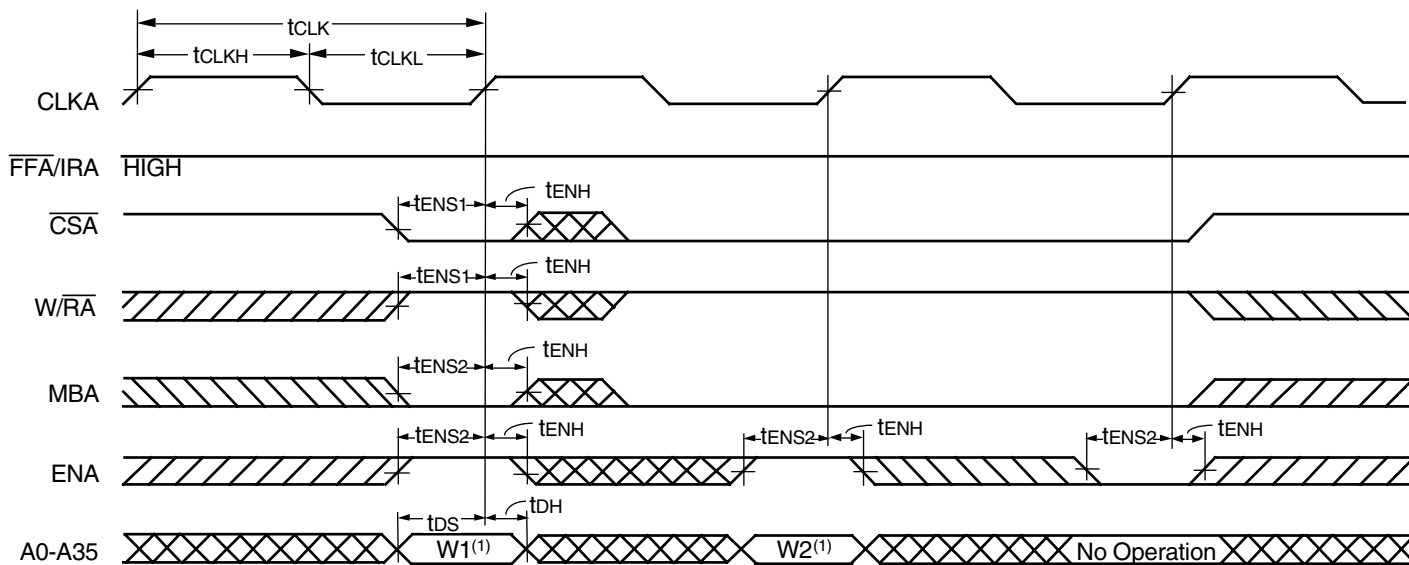 tCLK
tCLKH tCLKL
CLKA
FFA/IRA HIGH
tENS1 tENH
CSA
tENS1 tENH
W/RA
tENS2 tENH
MBA
tENS2 tENH tENS2 tENH tENS2 tENH
ENA
tDS tDH
A0-A35 W1(1) W2(1) No Operation